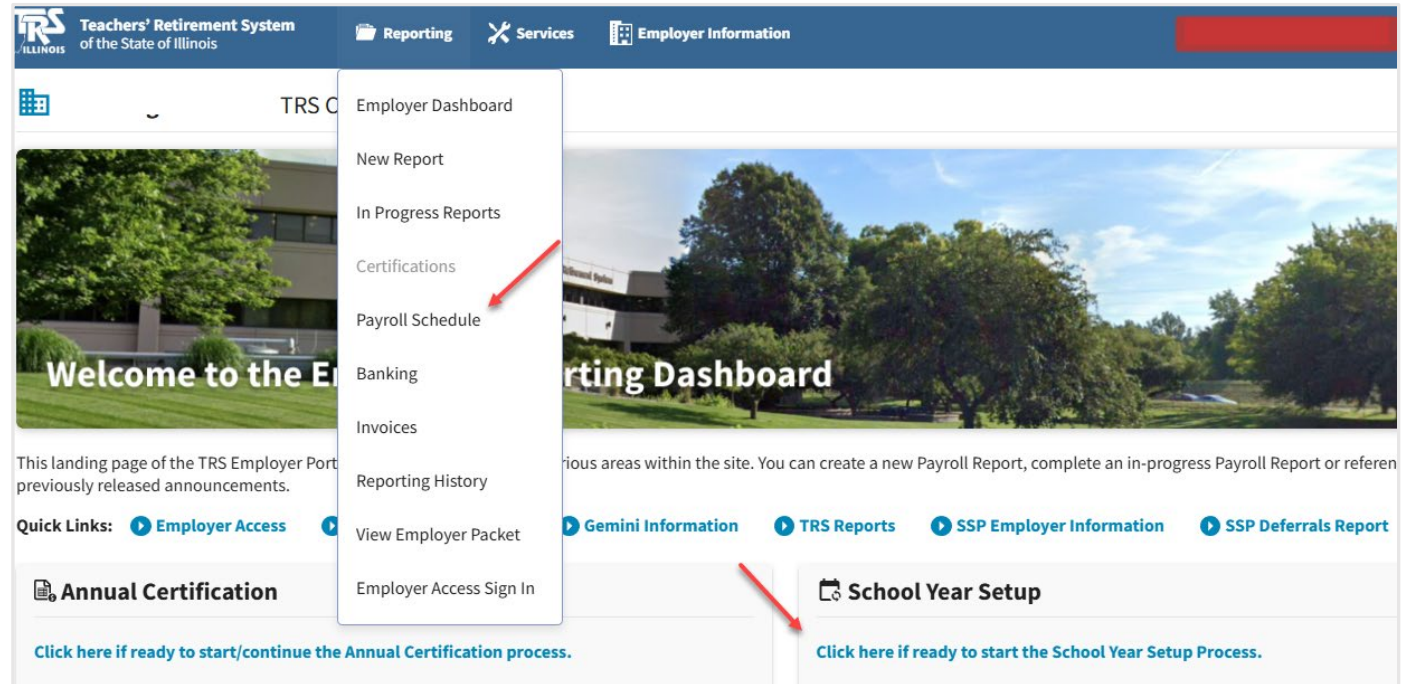 TRS
ILLINOIS
Teachers' Retirement System
of the State of Illinois
Reporting
Services
Employer Information
TRS
Employer Dashboard
New Report
In Progress Reports
Certifications
Payroll Schedule
Banking
Invoices
Reporting History
View Employer Packet
Employer Access Sign In
Welcome to the
Dashboard
This landing page of the TRS Employer
areas within the site. You can create a new Payroll Report, complete an in-progress Payroll Report or
previously released announcements.
Quick Links: Employer Access
Gemini Information
TRS Reports
SSP Employer Information
SSP Deferrals Report
Annual Certification
Click here if ready to start/continue the Annual Certification process.
School Year Setup
Click here if ready to start the School Year Setup Process.